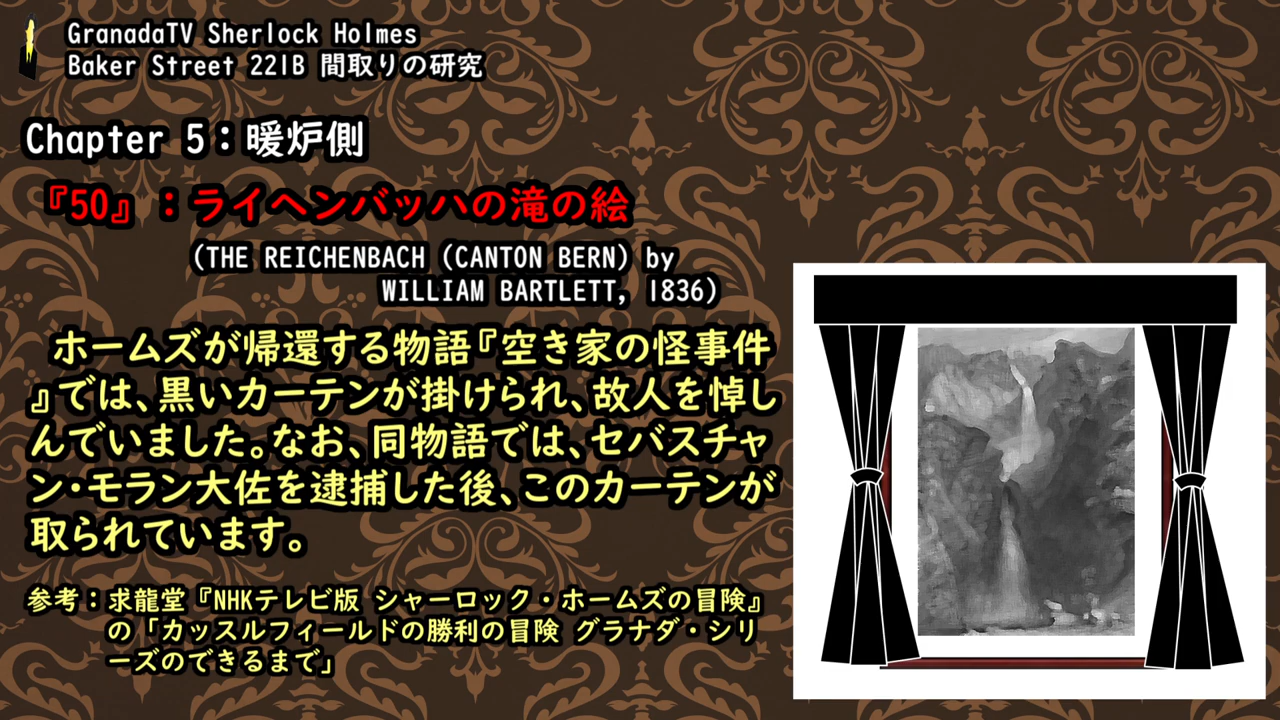 GranadaTV Sherlock Holmes
Baker Street 221B 間取りの研究
Chapter 5：暖炉側
『50』：ライヘンバッハの滝の絵
(THE REICHENBACH (CANTON BERN) by
WILLIAM BARTLETT, 1836)
ホームズが帰還する物語『空き家の怪事件
』では、黒いカーテンが掛けられ、故人を悼し
んでいました。なお、同物語では、セバスチャ
ン・モラン大佐を逮捕した後、このカーテンが
取られています。
参考：求龍堂『NHKテレビ版 シャーロック・ホームズの冒険』
の「カッスルフィールドの勝利の冒険 グラナダ・シリ
ーズのできるまで」